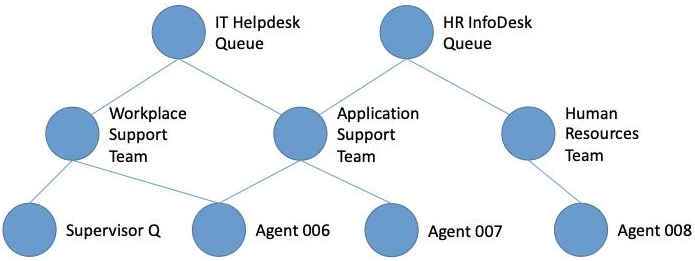 IT Helpdesk
Queue
HR InfoDesk
Queue
Workplace
Support
Team
Application
Support
Team
Human
Resources
Team
Supervisor Q
Agent 006
Agent 007
Agent 008